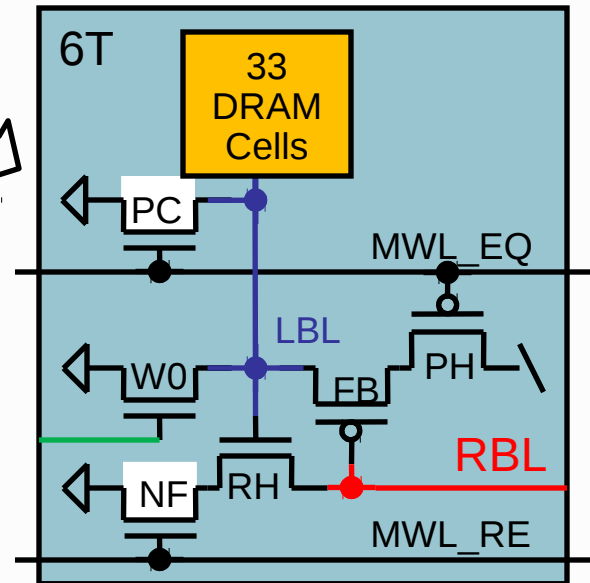 6T
33
DRAM
Cells
PC
MWL_EQ
LBL
W0
FB
PH
RBL
NF
RH
MWL_RE